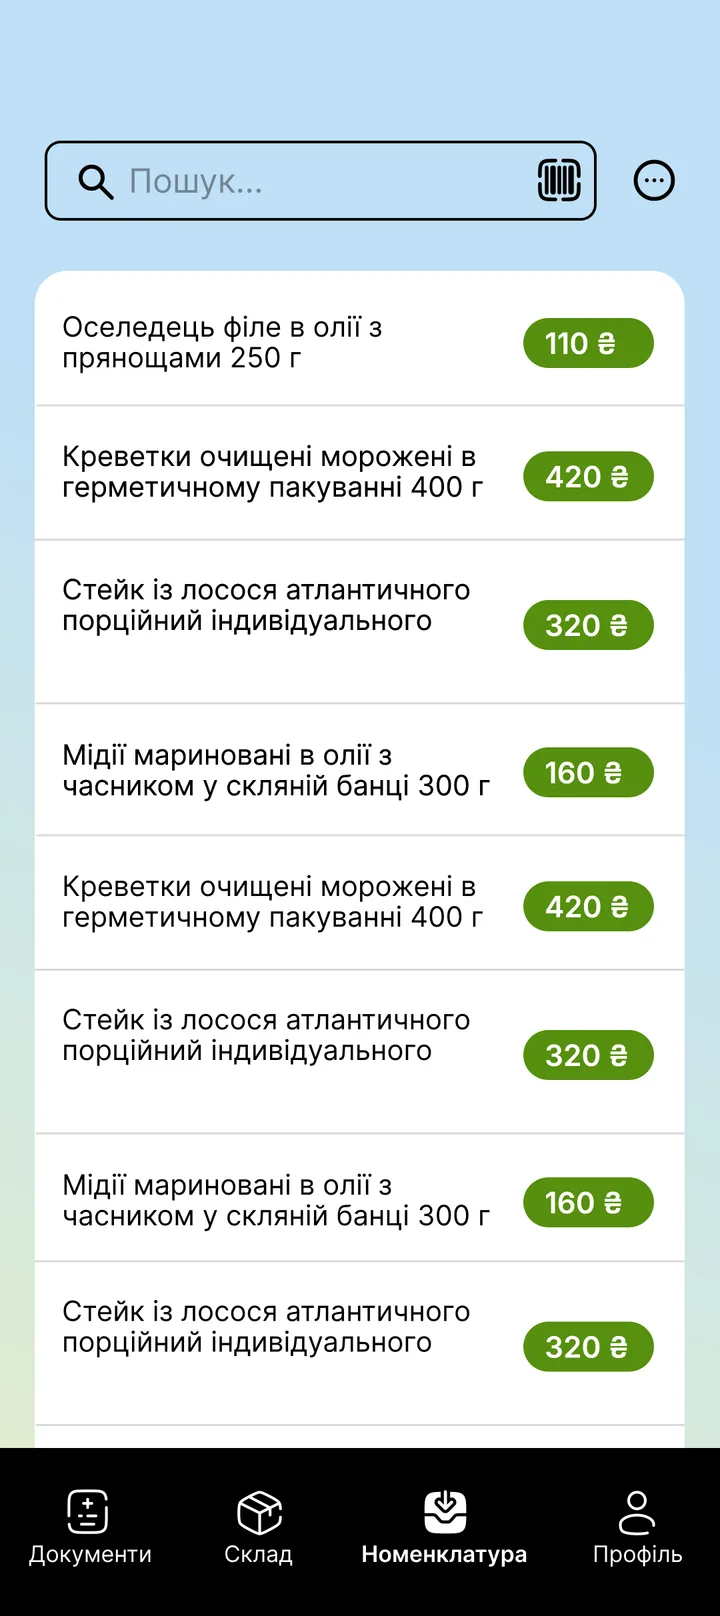 Пошук...
Оселедець філе в олії з
прянощами 250 г
110 ₴
Креветки очищені морожені в
герметичному пакуванні 400 г
420 ₴
Стейк із лосося атлантичного
порційний індивідуального
320 ₴
Мідії мариновані в олії з
часником у скляній банці 300 г
160 ₴
Креветки очищені морожені в
герметичному пакуванні 400 г
420 ₴
Стейк із лосося атлантичного
порційний індивідуального
320 ₴
Мідії мариновані в олії з
часником у скляній банці 300 г
160 ₴
Стейк із лосося атлантичного
порційний індивідуального
320 ₴
Документи
Склад
Номенклатура
Профіль